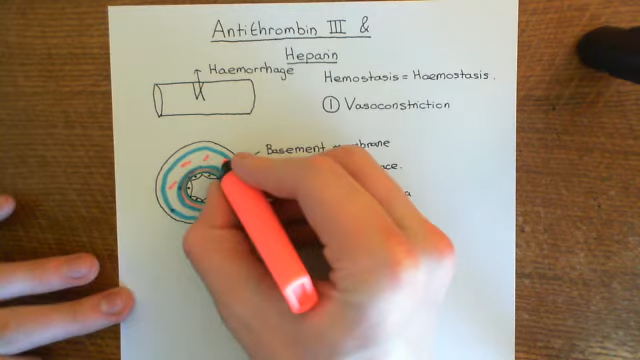 Antithrombin III &
Heparin
Haemorrhage
Hemostasis = Haemostasis.
① Vasoconstriction
Basement